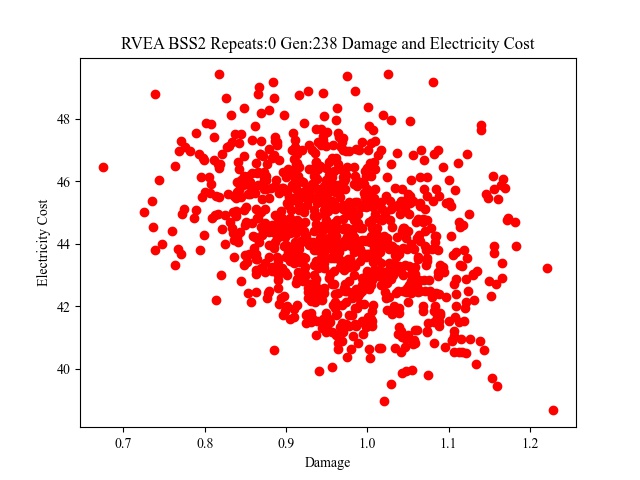 RVEA BSS2 Repeats:0 Gen:238 Damage and Electricity Cost
48
46
44
42
40
Electricity Cost
0.7 0.8 0.9 1.0 1.1 1.2
Damage